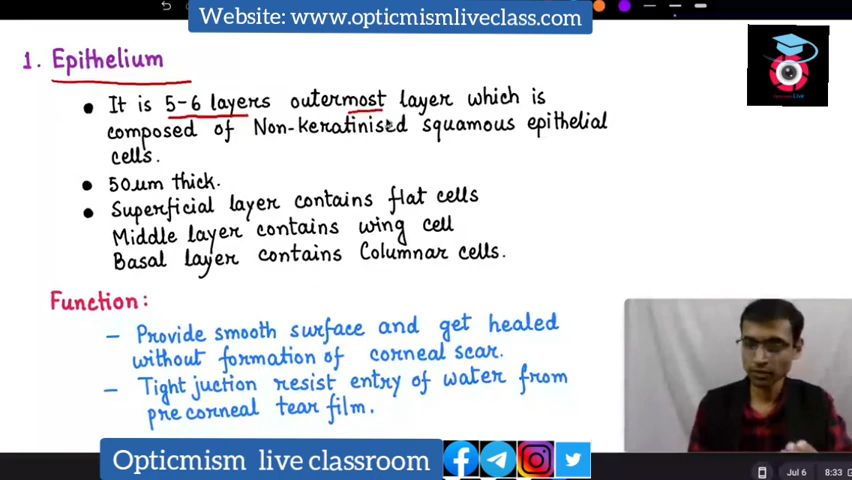 Website: www.opticmismliveclass.com
1. Epithelium
• It is 5-6 layers outermost layer which is
composed of Non-keratinised squamous epithelial
cells.
• 50um thick.
• Superficial layer contains flat cells
Middle layer contains wing cell
Basal layer contains Columnar cells.
Function:
- Provide smooth surface and get healed
without formation of corneal scar.
- Tight juction resist entry of water from
pre corneal tear film.
Opticmism live classroom
Jul 6
8:33